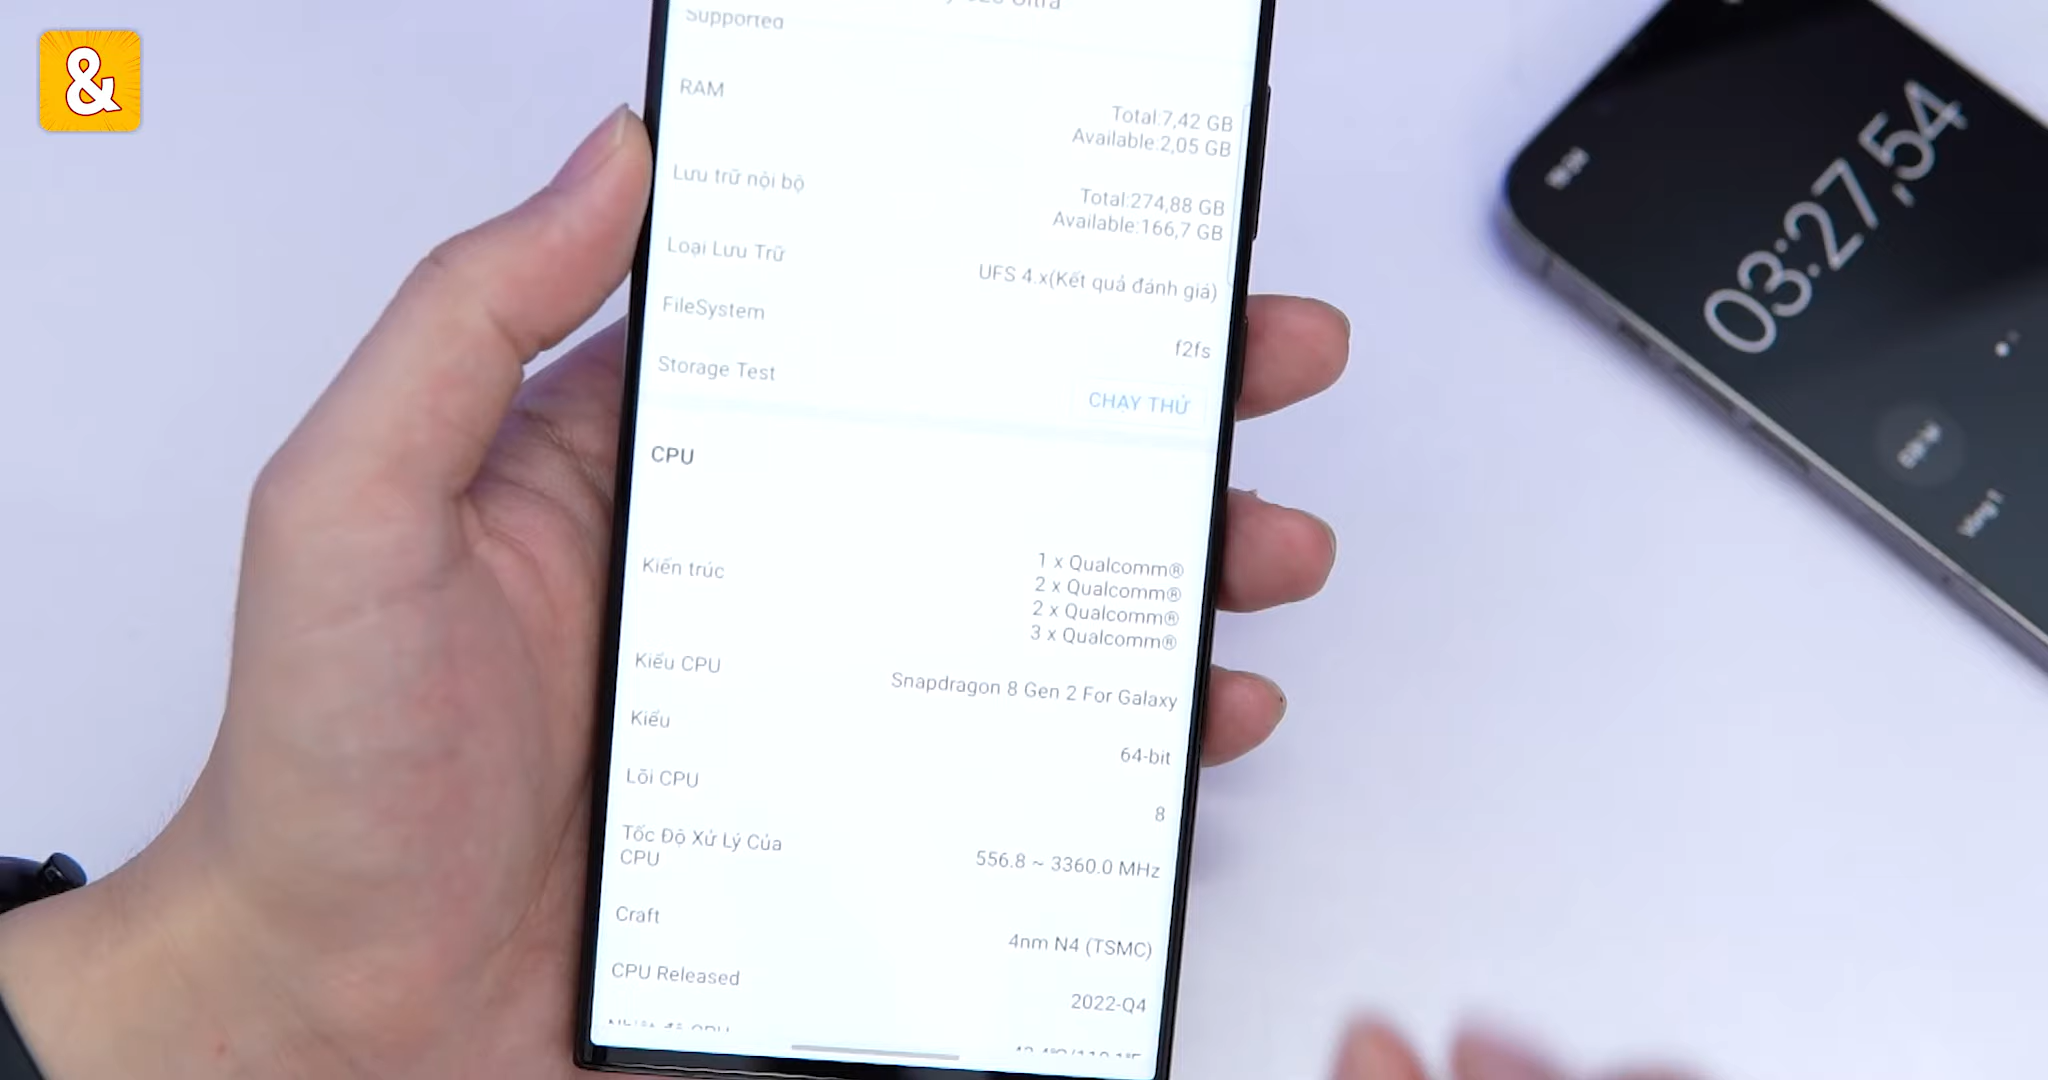 &
Ultra
Supported
RAM
Total:7,42 GB
Available:2,05 GB
Lưu trữ nội bộ
Total:274,88 GB
Available:166,7 GB
Loại Lưu Trữ
UFS 4.x(Kết quả đánh giá)
FileSystem
f2fs
Storage Test
CHẠY THỬ
CPU
Kiến trúc
1 x Qualcomm®
2 x Qualcomm®
2 x Qualcomm®
3 x Qualcomm®
Kiểu CPU
Snapdragon 8 Gen 2 For Galaxy
Kiểu
64-bit
Lõi CPU
8
Tốc Độ Xử Lý Của
CPU
556.8 ~ 3360.0 MHz
Craft
4nm N4 (TSMC)
CPU Released
2022-Q4
03:27,54